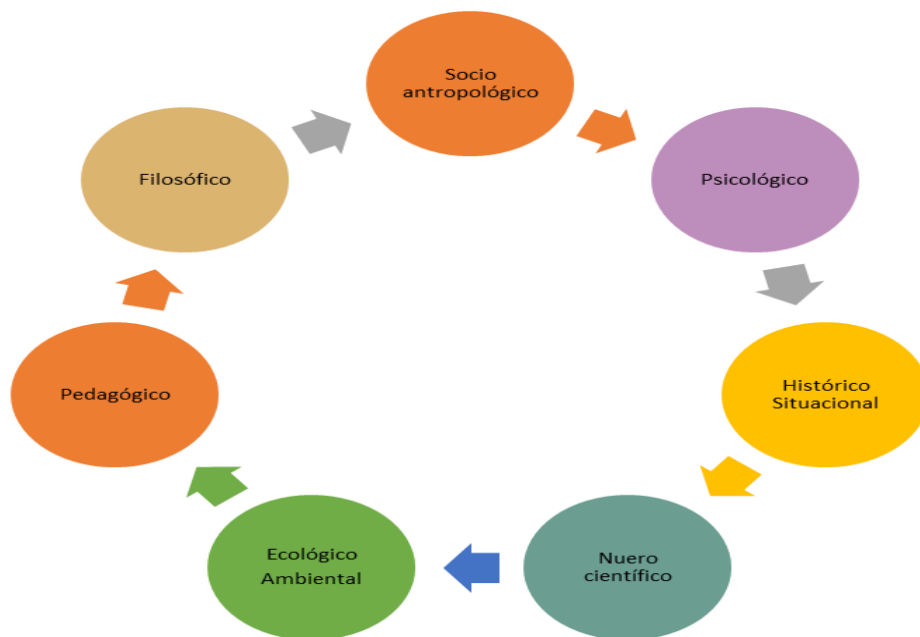 Socio
antropológico
Psicológico
Histórico
Situacional
Nuero
científico
Ecológico
Ambiental
Pedagógico
Filosófico